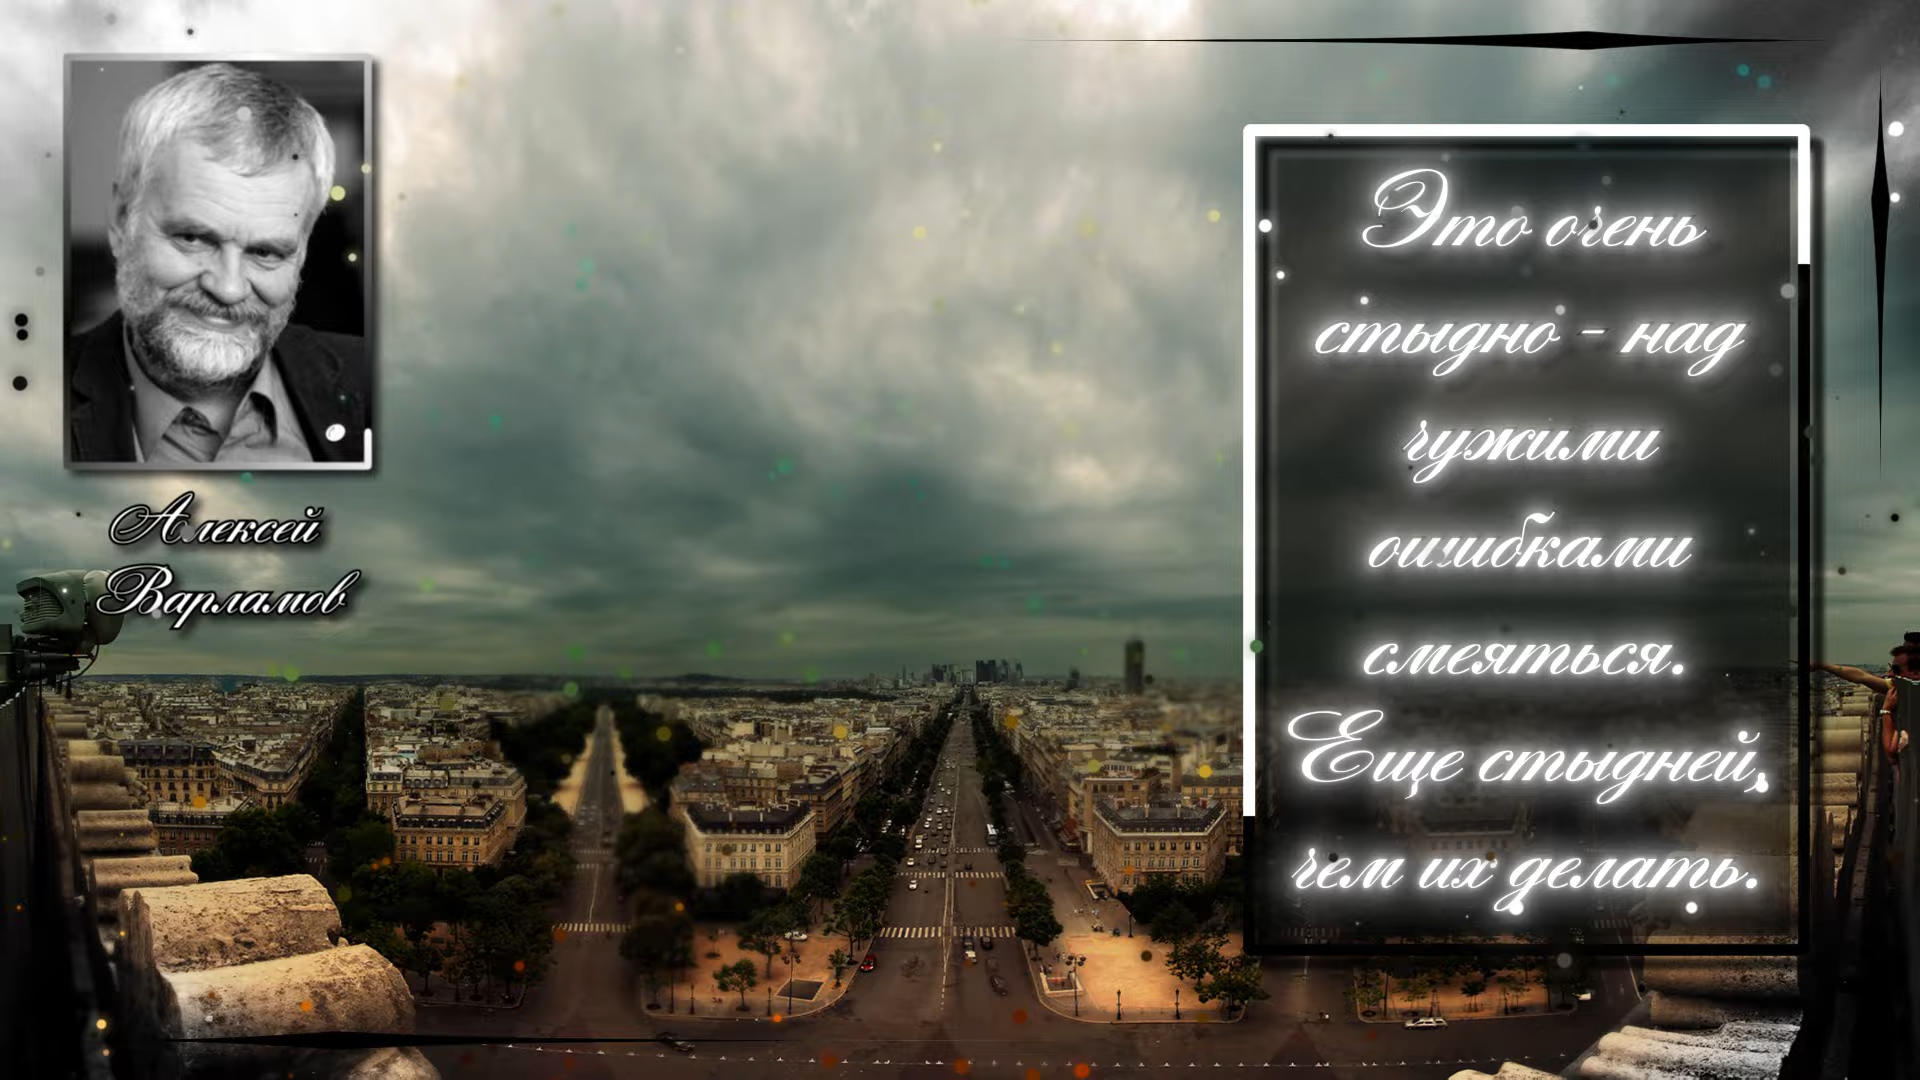 Алексей
Варламов
Это очень
стыдно - над
чужими
ошибками
смеяться.
Еще стыдней,
чем их делать.